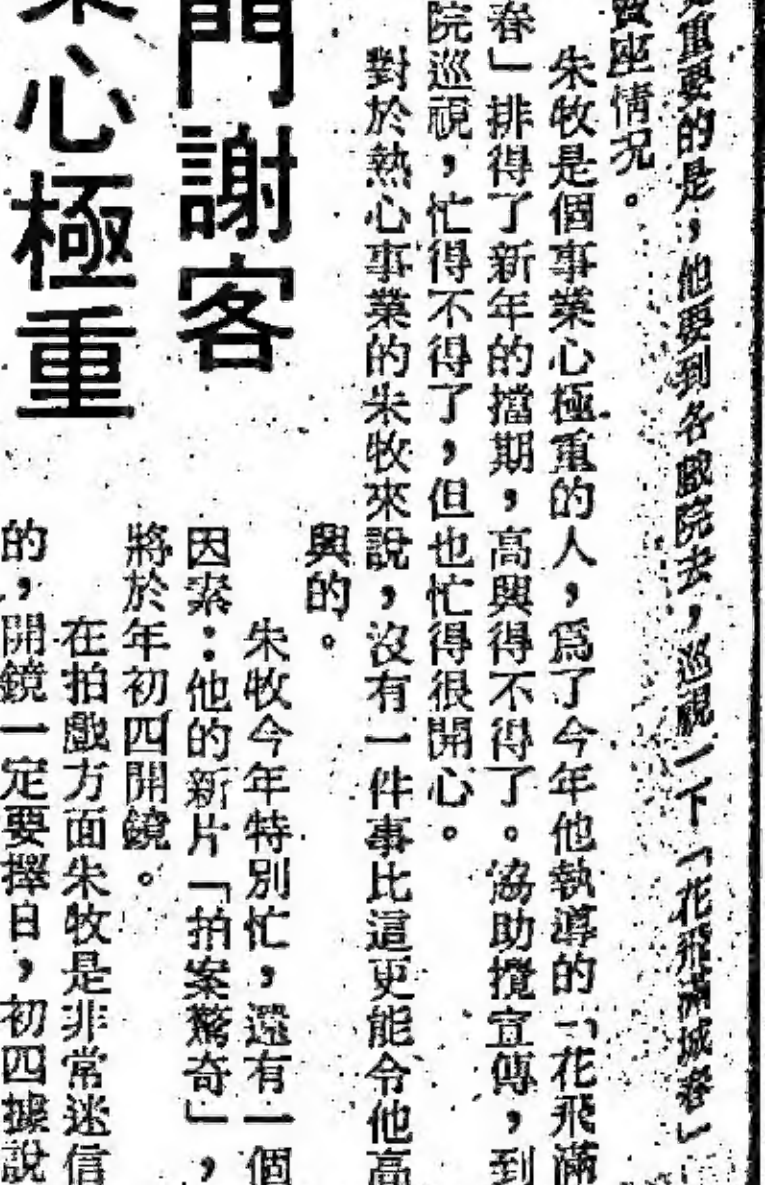 重要的是，他要到各戲院去，巡視一下「花飛滿城春」
賣座情況。
朱牧是個事業心極重的人，爲了今年他執導的「花飛滿
春」排得了新年的擋期，高興得不得了。協助攪宣傳，到
院巡視，忙得不得了，但也忙得很開心。
對於熱心事業的朱牧來說，沒有一件事比這更能令他高
興的。
朱牧今年特別忙，還有一個
因素：他的新片「拍案驚奇」，
將於年初四開鏡。
在拍戲方面朱牧是非常迷信
的，開鏡一定要擇日，初四據說
門謝客
心極重